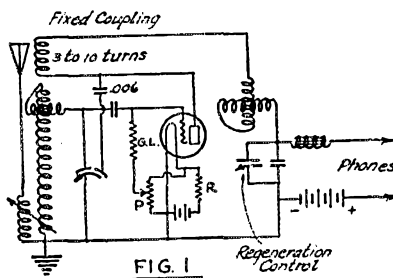 Fixed Coupling
3 to 10 turns
.006
G.L.
P
R
Phones
- +
Regeneration
Control
FIG. 1